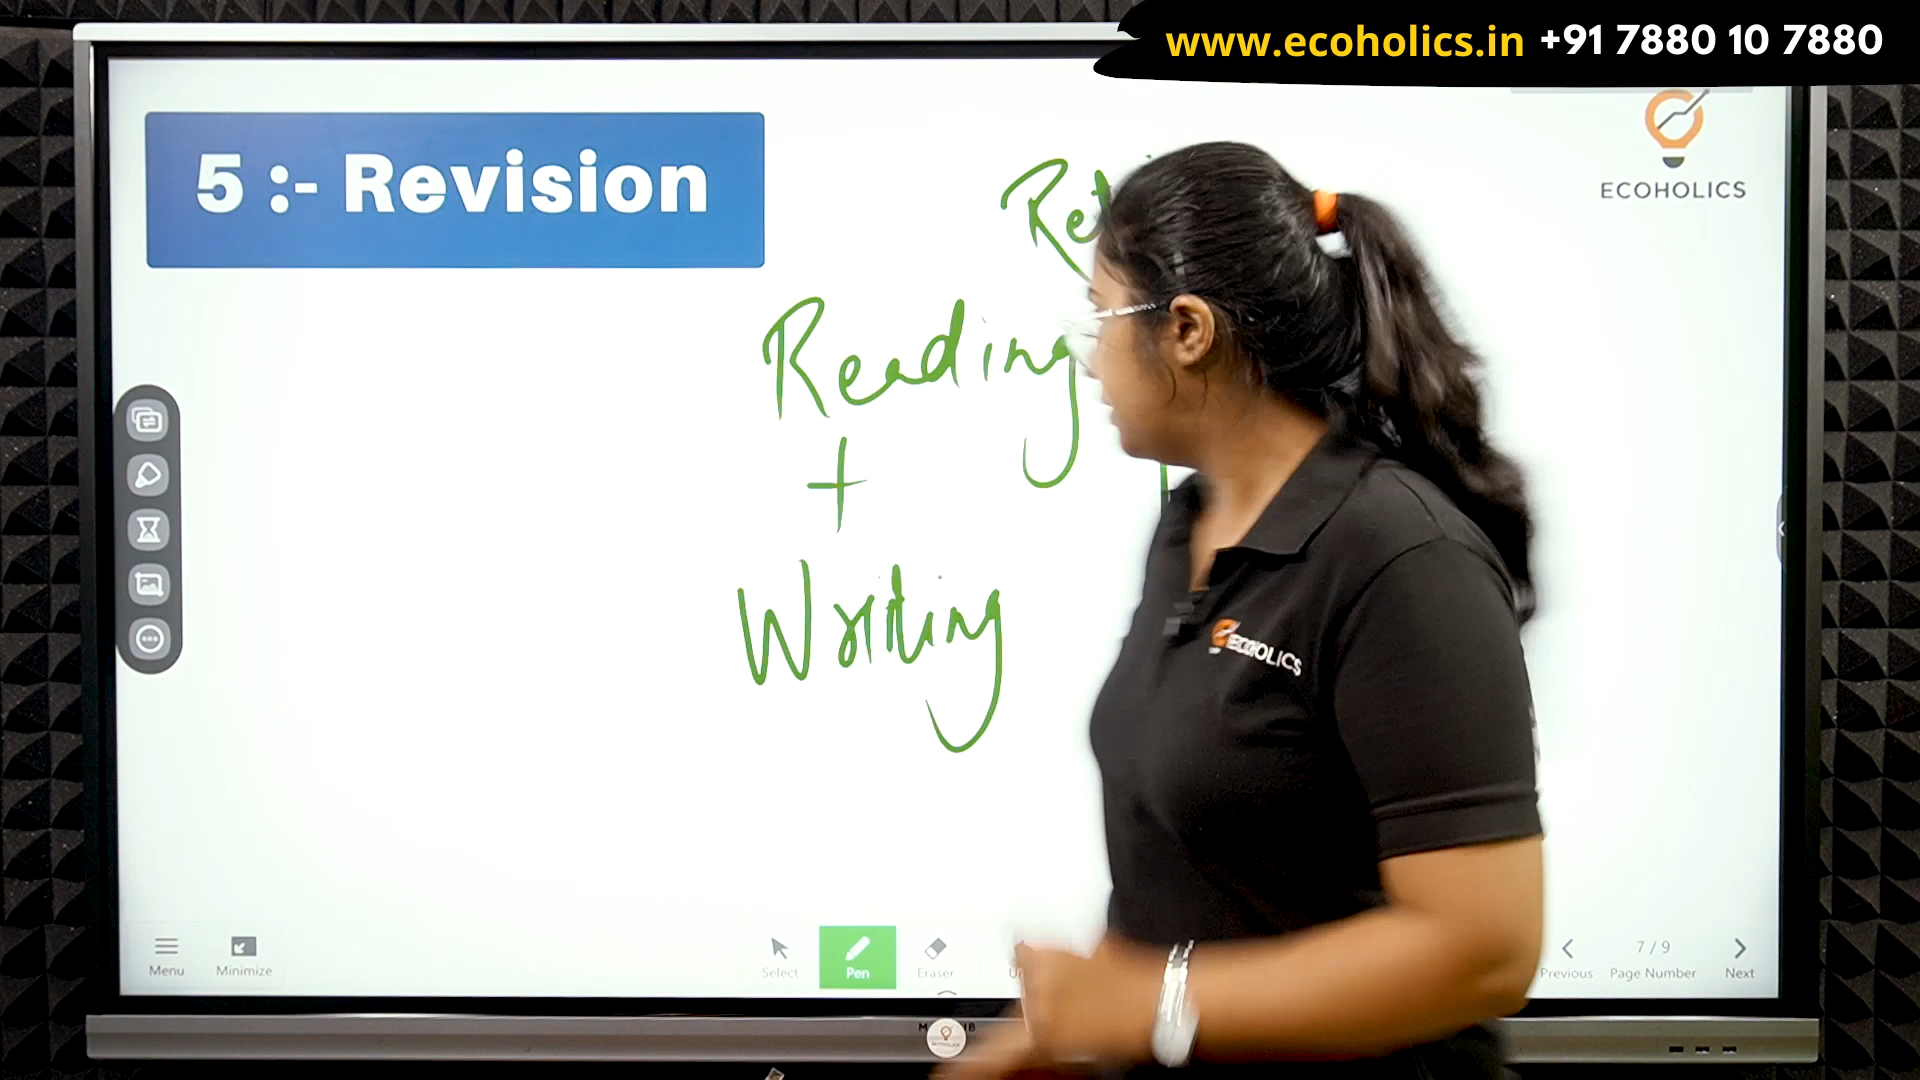 www.ecoholics.in +91 7880 10 7880
5 :- Revision
ECOHOLICS
Reading
+
Writing
ECOHOLICS
Menu
Minimize
Select
Pen
Eraser
Previous
7 / 9
Page Number
Next